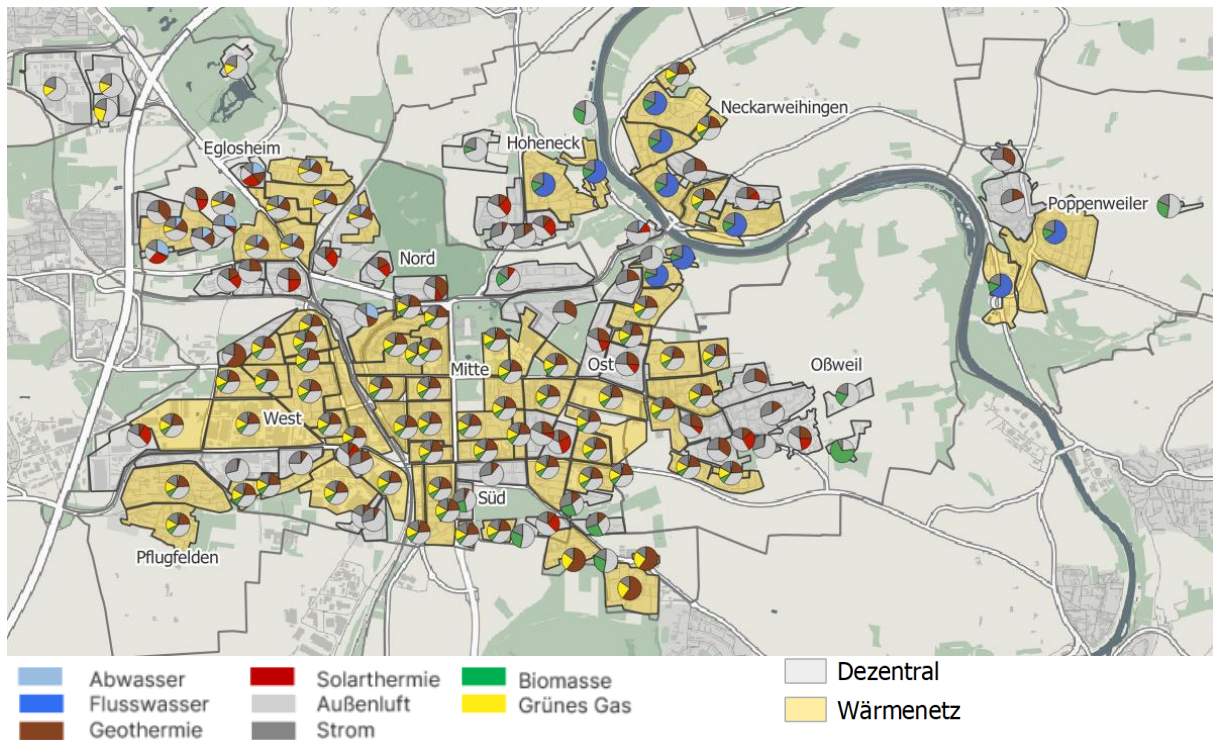 Neckarweihingen
Hoheneck
Eglosheim
Poppenweiler
Nord
Mitte
Ost
Oßweil
West
Süd
Pflugfelden
Abwasser
Flusswasser
Geothermie
Solarthermie
Außenluft
Strom
Biomasse
Grünes Gas
Dezentral
Wärmenetz